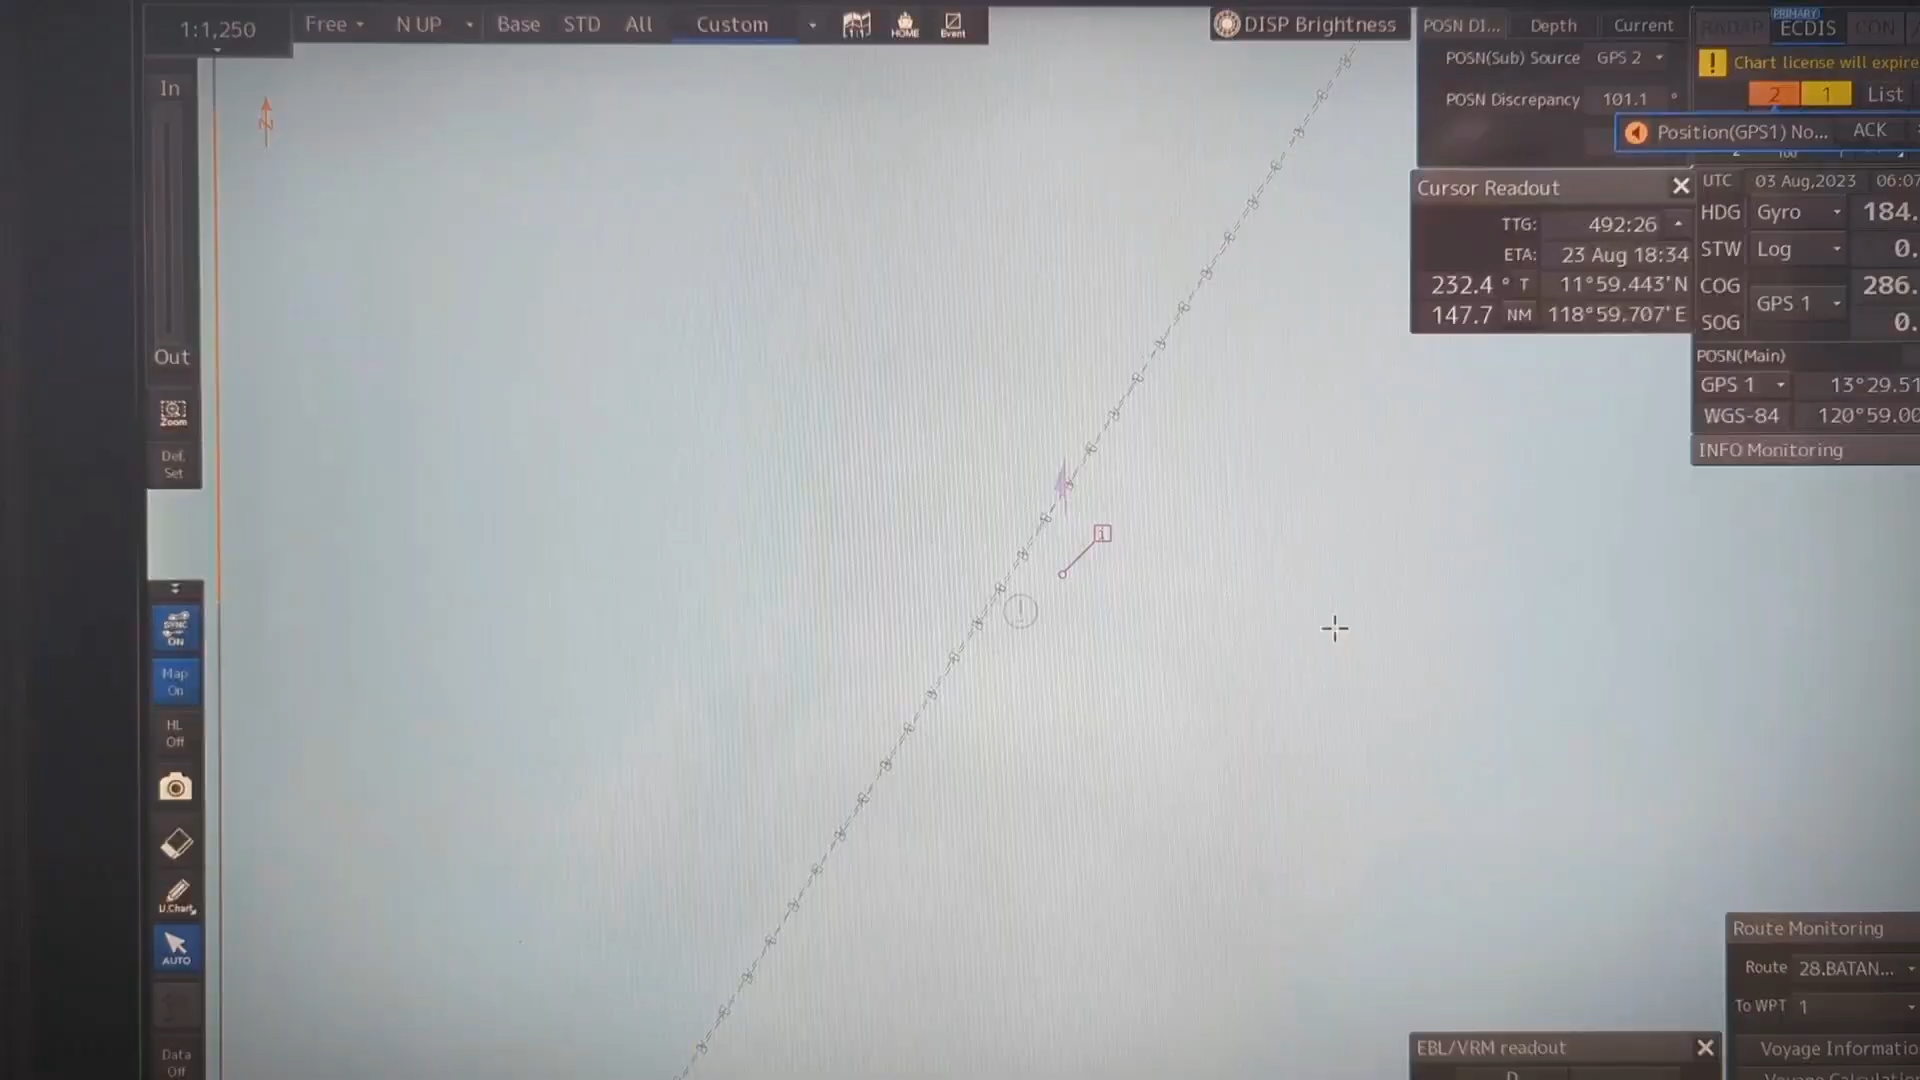 1:1,250
Free
N UP
Base
STD
All
Custom
1:1
HOME
Event
DISP Brightness
POSN DI...
Depth
Current
RADAR
PRIMARY
ECDIS
CON
POSN(Sub) Source
GPS 2
Chart license will expire
POSN Discrepancy
101.1 °
2
1
List
Position(GPS1) No...
ACK
In
Out
Zoom
Def.
Set
N
Cursor Readout
TTG:
492:26
ETA:
23 Aug 18:34
232.4 ° T
11°59.443'N
147.7 NM
118°59.707'E
UTC
03 Aug,2023
06:07
HDG
Gyro
184.
STW
Log
0.
COG
286.
GPS 1
SOG
0.
POSN(Main)
GPS 1
13°29.51
WGS-84
120°59.00
INFO Monitoring
i
!
SYNC
ON
Map
On
HL
Off
U.Chart
AUTO
Data
Off
Route Monitoring
Route
28.BATAN...
To WPT
1
Voyage Informatio
EBL/VRM readout